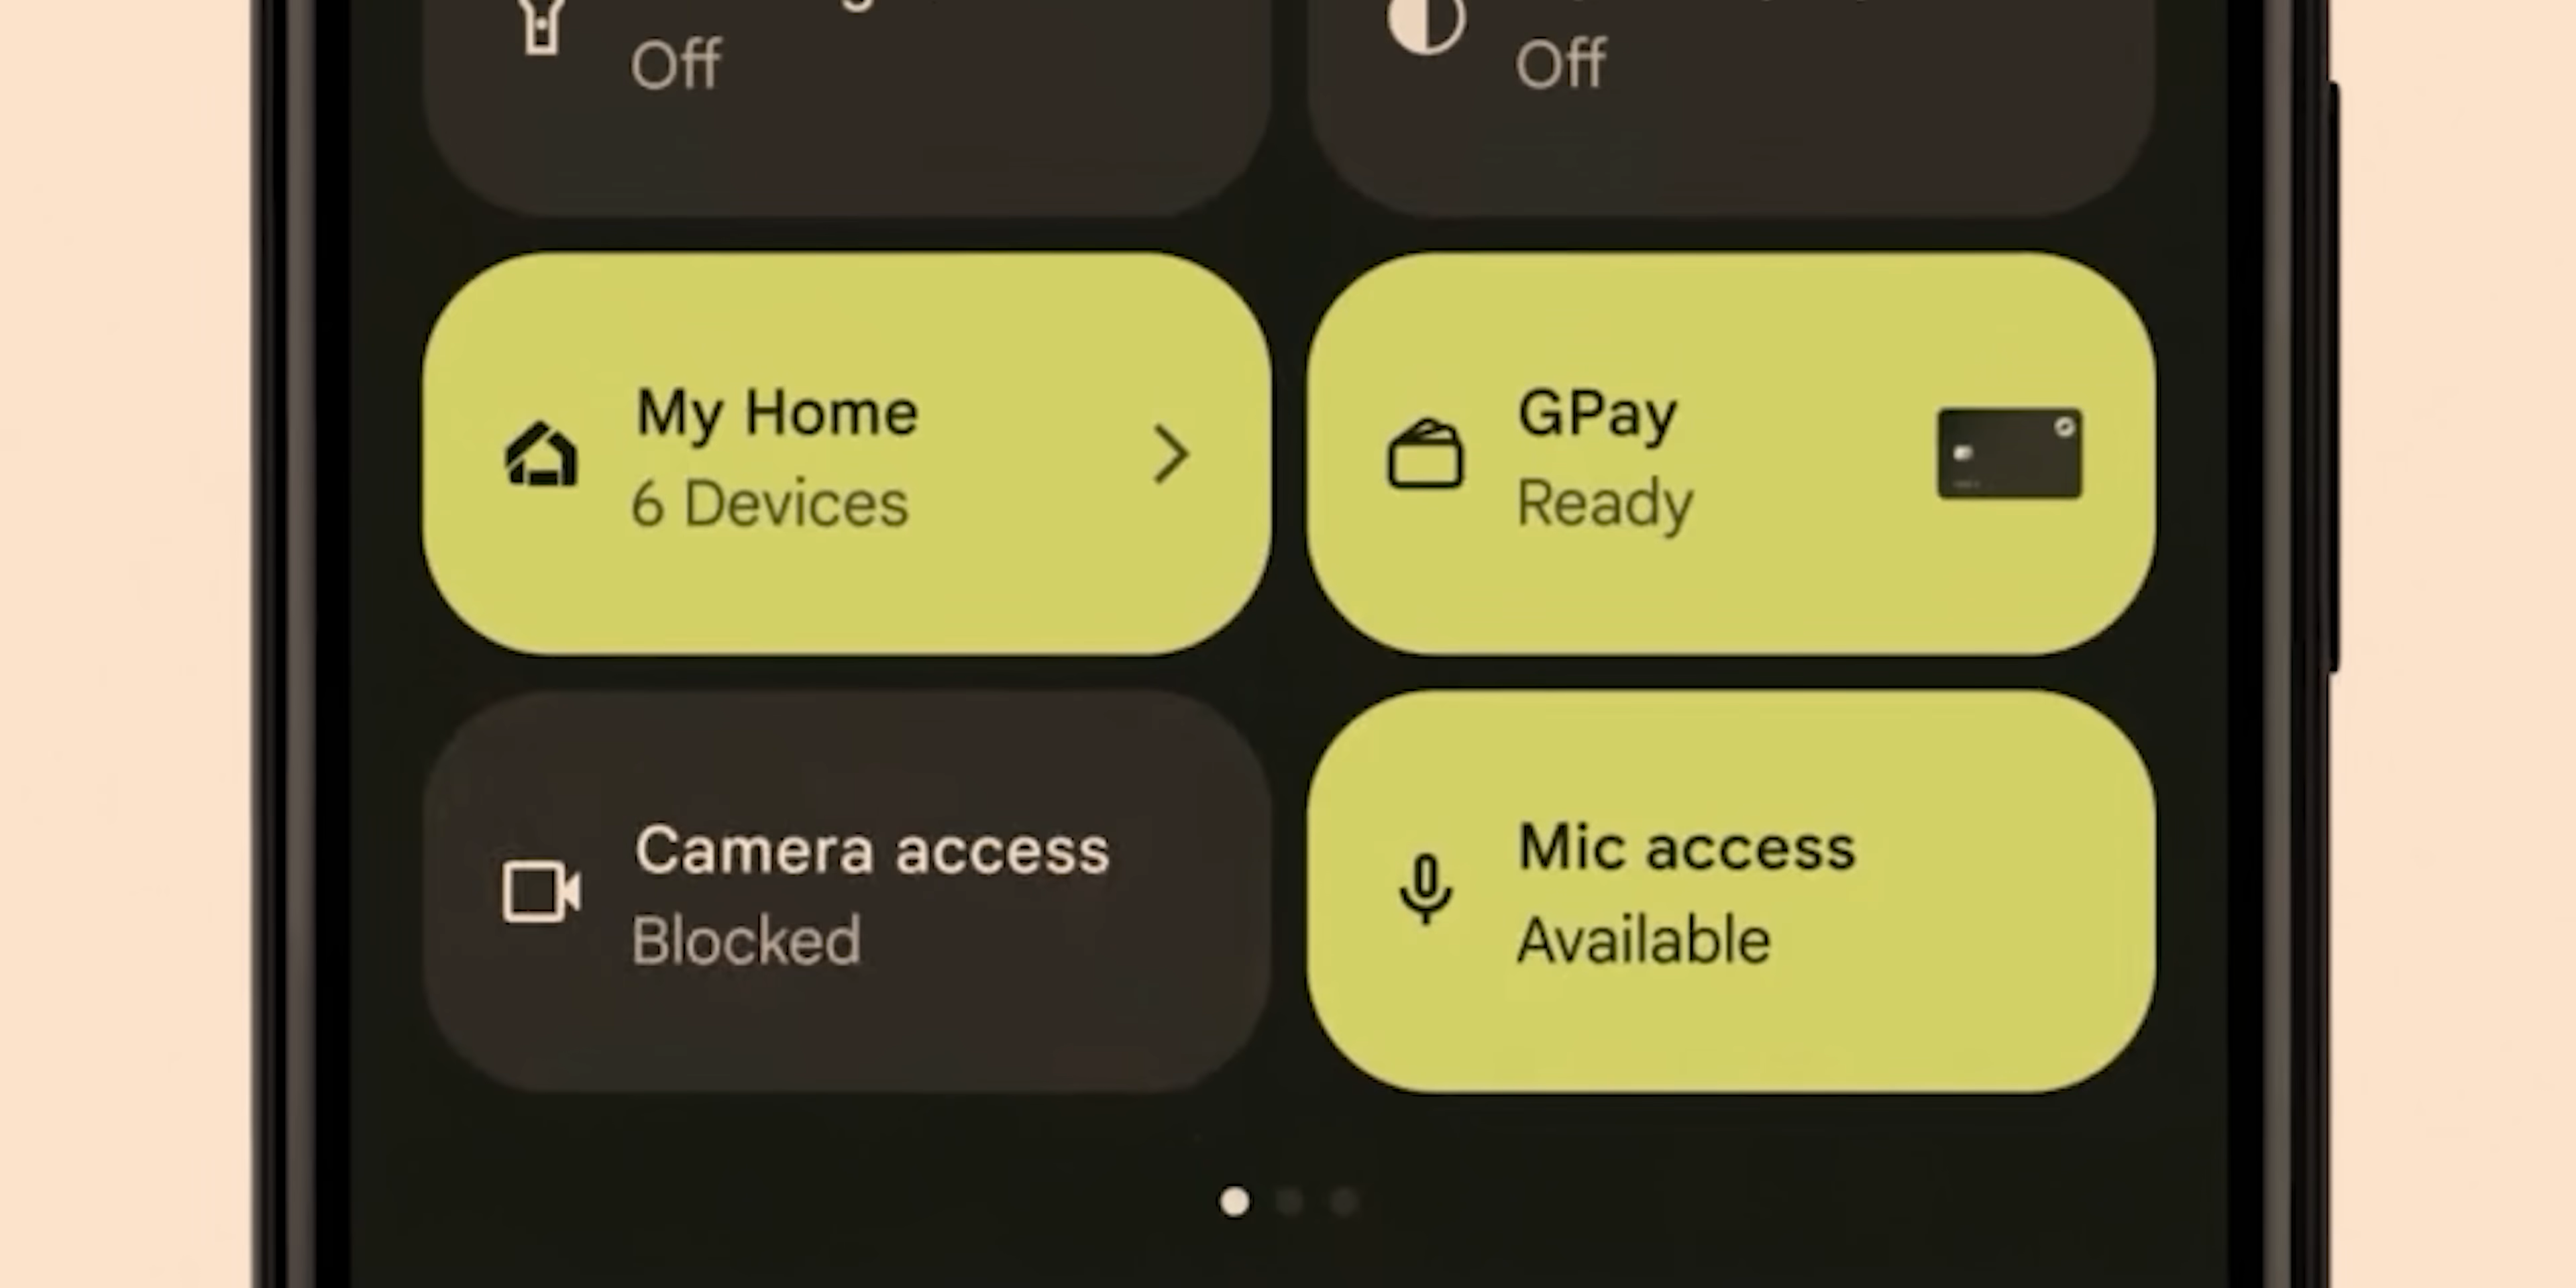 Off
Off
My Home
6 Devices
GPay
Ready
Camera access
Blocked
Mic access
Available